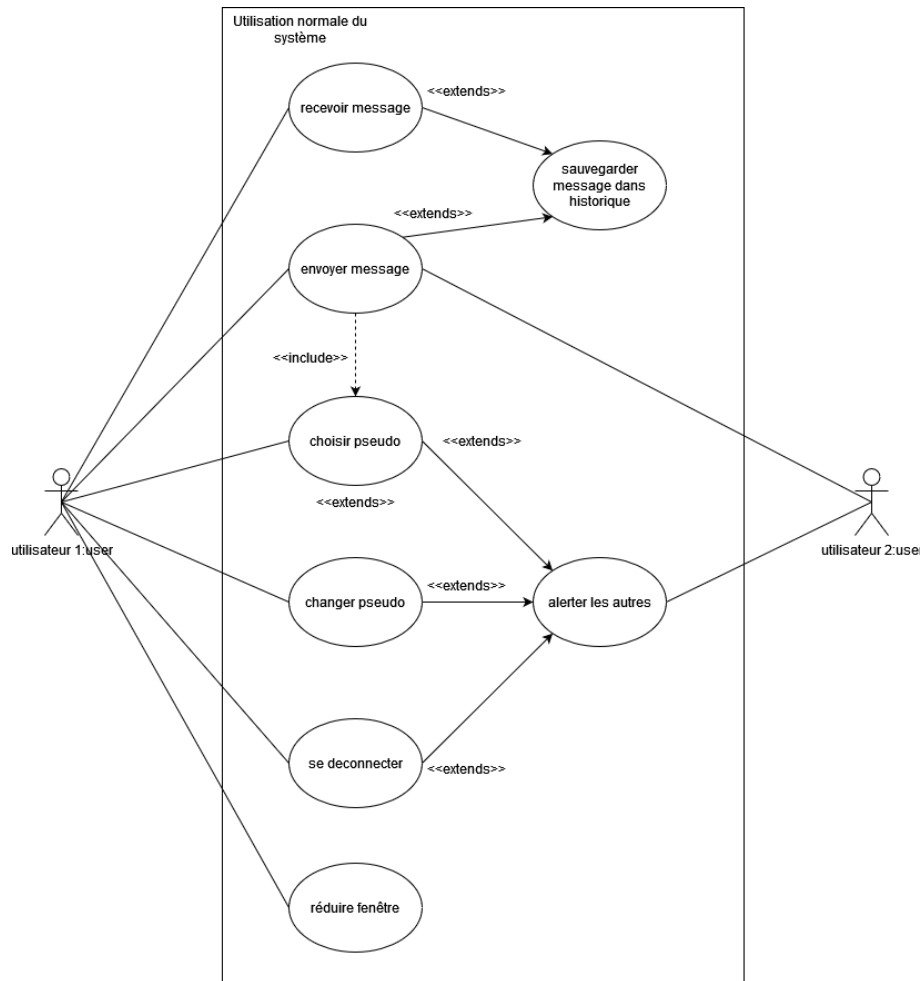 Utilisation normale du
système
recevoir message
<<extends>>
sauvegarder
message dans
historique
<<extends>>
envoyer message
<<include>>
choisir pseudo
<<extends>>
<<extends>>
utilisateur 1:user
utilisateur 2:user
changer pseudo
<<extends>>
alerter les autres
se deconnecter
<<extends>>
réduire fenêtre